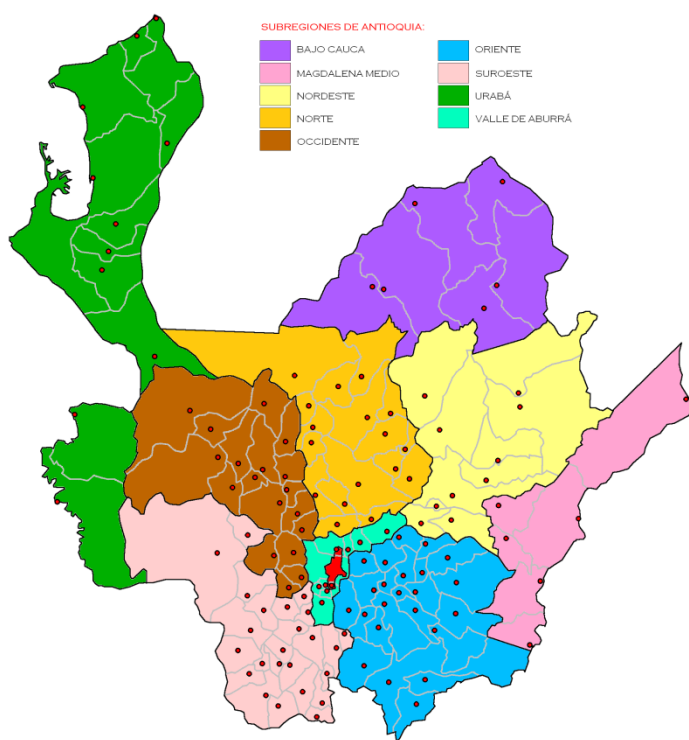 SUBREGIONES DE ANTIOQUIA:
BAJO CAUCA
MAGDALENA MEDIO
NORDESTE
NORTE
OCCIDENTE
ORIENTE
SUROESTE
URABÁ
VALLE DE ABURRÁ